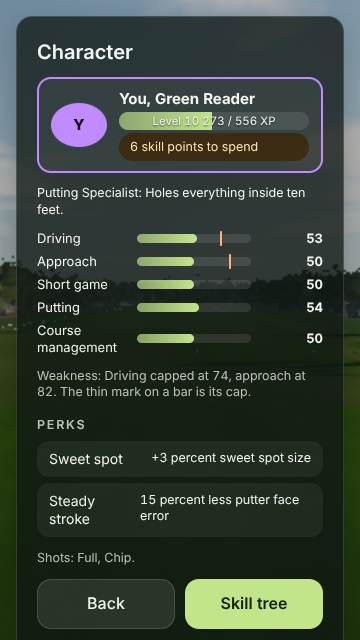 Character
Y
You, Green Reader
Level 10 273 / 556 XP
6 skill points to spend
Putting Specialist: Holes everything inside ten
feet.
Driving 53
Approach 50
Short game 50
Putting 54
Course
management 50
Weakness: Driving capped at 74, approach at
82. The thin mark on a bar is its cap.
PERKS
Sweet spot +3 percent sweet spot size
Steady
stroke
15 percent less putter face
error
Shots: Full, Chip.
Back
Skill tree